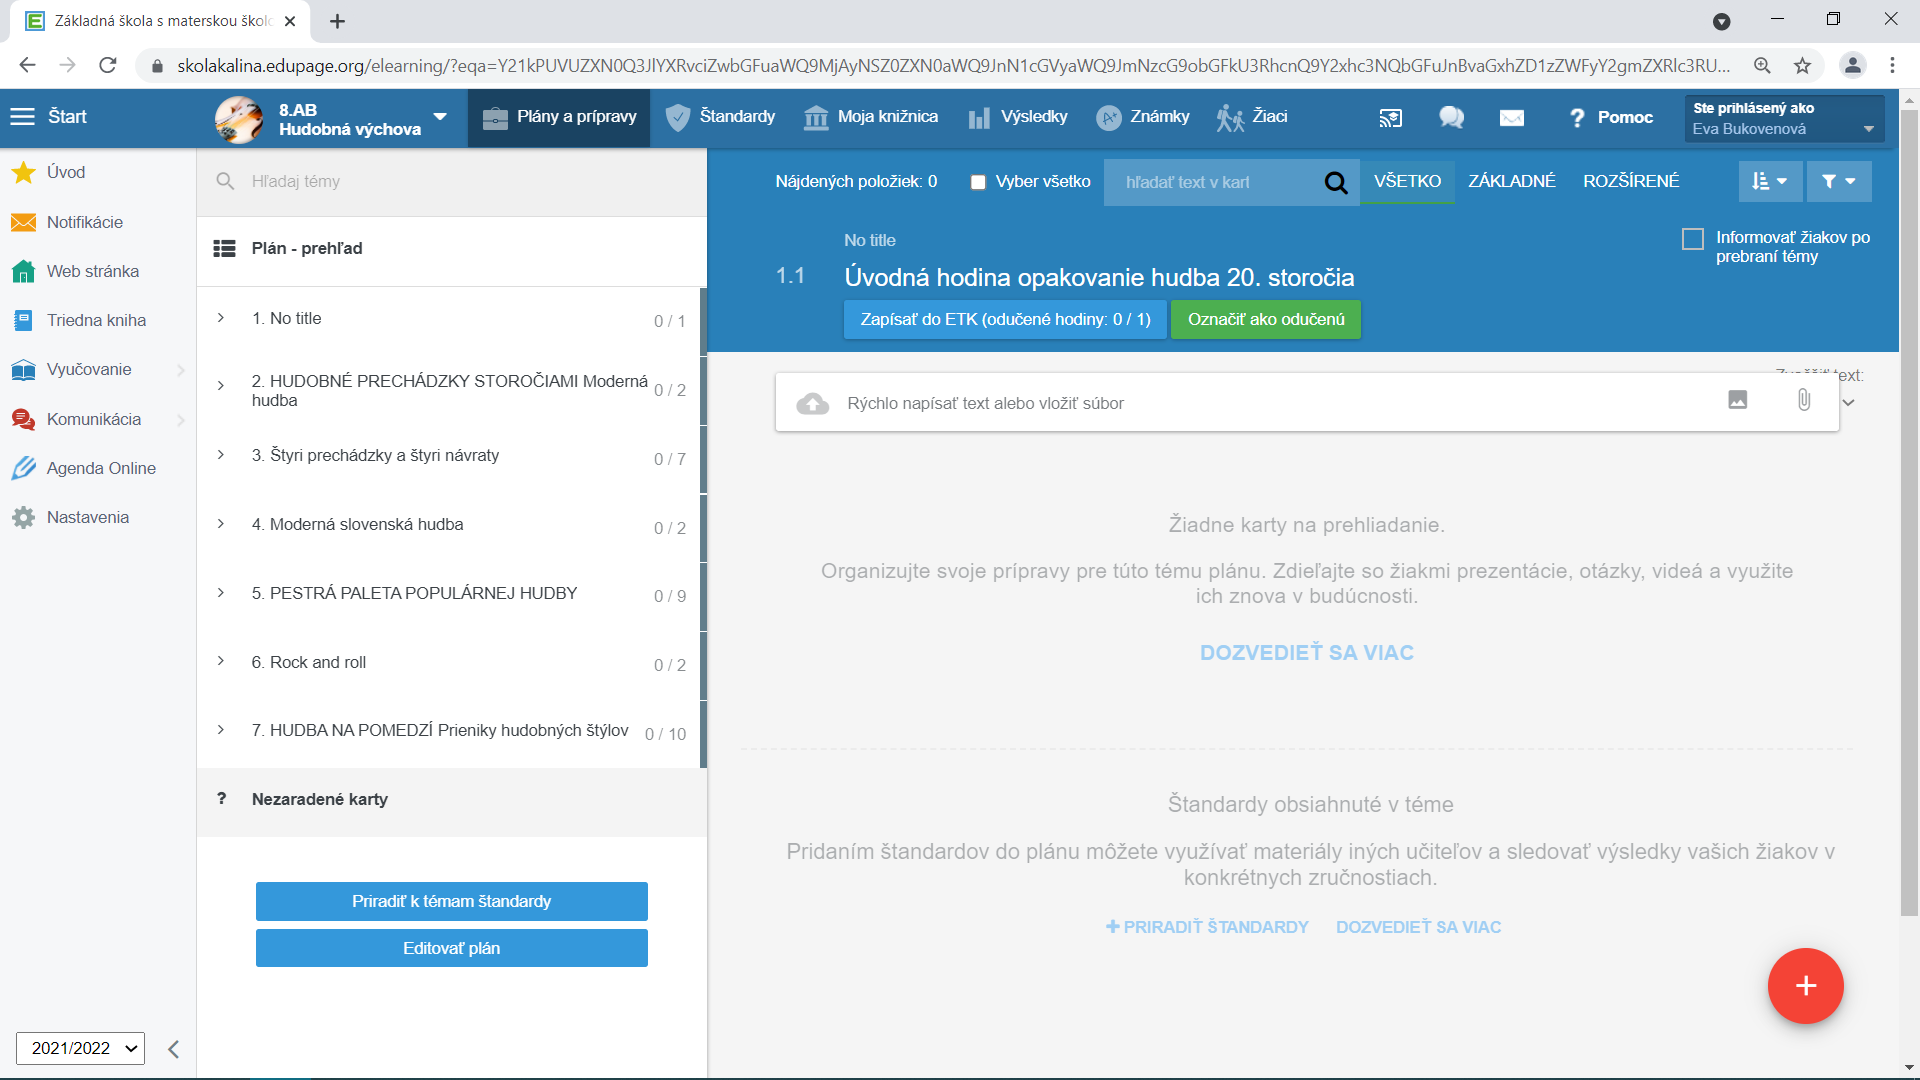 Základná škola s materskou škol
skolakalina.edupage.org/elearning/?eqa=Y21kPUVUZXN0Q3JlYXRvciZwbGFuaWQ9MjAyNSZ0ZXN0aWQ9JnN1cGVyaWQ9JmNzcG9obGFkU3RhcnQ9Y2xhc3NQbGFuJnBvaGxhZD1zZWFyY2gmZXRlc3RU...
Štart
8.AB
Hudobná výchova
Plány a prípravy
Štandardy
Moja knižnica
Výsledky
Známky
Žiaci
Pomoc
Ste prihlásený ako
Eva Bukovenová
Úvod
Notifikácie
Web stránka
Triedna kniha
Vyučovanie
Komunikácia
Agenda Online
Nastavenia
2021/2022
Hľadaj témy
Plán - prehľad
1. No title 0 / 1
2. HUDOBNÉ PRECHÁDZKY STOROČIAMI Moderná
hudba 0 / 2
3. Štyri prechádzky a štyri návraty 0 / 7
4. Moderná slovenská hudba 0 / 2
5. PESTRÁ PALETA POPULÁRNEJ HUDBY 0 / 9
6. Rock and roll 0 / 2
7. HUDBA NA POMEDZÍ Prieniky hudobných štýlov 0 / 10
? Nezaradené karty
Priradiť k témam štandardy
Editovať plán
Nájdených položiek: 0
Vyber všetko
hľadať text v kart
VŠETKO
ZÁKLADNÉ
ROZŠÍRENÉ
No title
1.1 Úvodná hodina opakovanie hudba 20. storočia
Informovať žiakov po
prebraní témy
Zapísať do ETK (odučené hodiny: 0 / 1)
Označiť ako odučenú
text:
Rýchlo napísať text alebo vložiť súbor
Žiadne karty na prehliadanie.
Organizujte svoje prípravy pre túto tému plánu. Zdieľajte so žiakmi prezentácie, otázky, videá a využite
ich znova v budúcnosti.
DOZVEDIEŤ SA VIAC
Štandardy obsiahnuté v téme
Pridaním štandardov do plánu môžete využívať materiály iných učiteľov a sledovať výsledky vašich žiakov v
konkrétnych zručnostiach.
+ PRIRADIŤ ŠTANDARDY
DOZVEDIEŤ SA VIAC